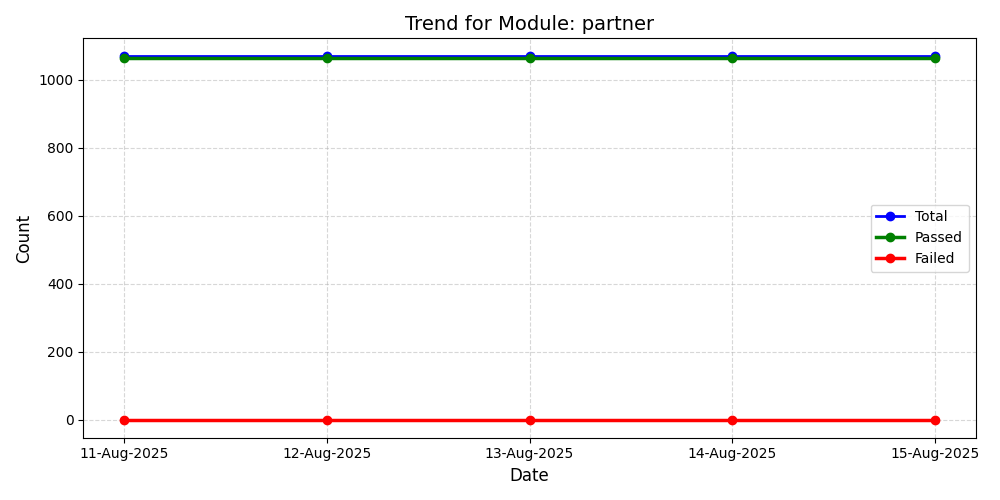 Trend for Module: partner
Count
1000
800
600
400
200
0
Total
Passed
Failed
11-Aug-2025
12-Aug-2025
13-Aug-2025
14-Aug-2025
15-Aug-2025
Date